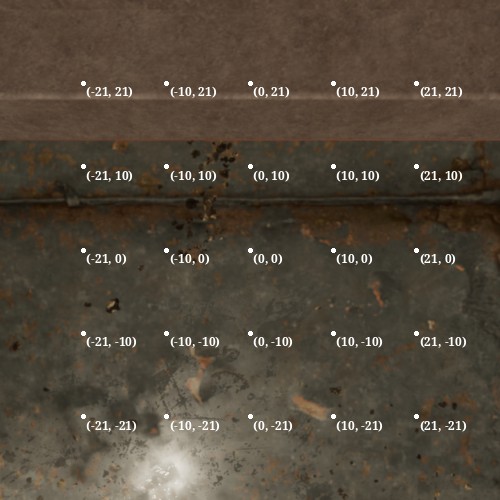 (-21, 21) (-10, 21) (0, 21) (10, 21) (21, 21)
(-21, 10) (-10, 10) (0, 10) (10, 10) (21, 10)
(-21, 0) (-10, 0) (0, 0) (10, 0) (21, 0)
(-21, -10) (-10, -10) (0, -10) (10, -10) (21, -10)
(-21, -21) (-10, -21) (0, -21) (10, -21) (21, -21)